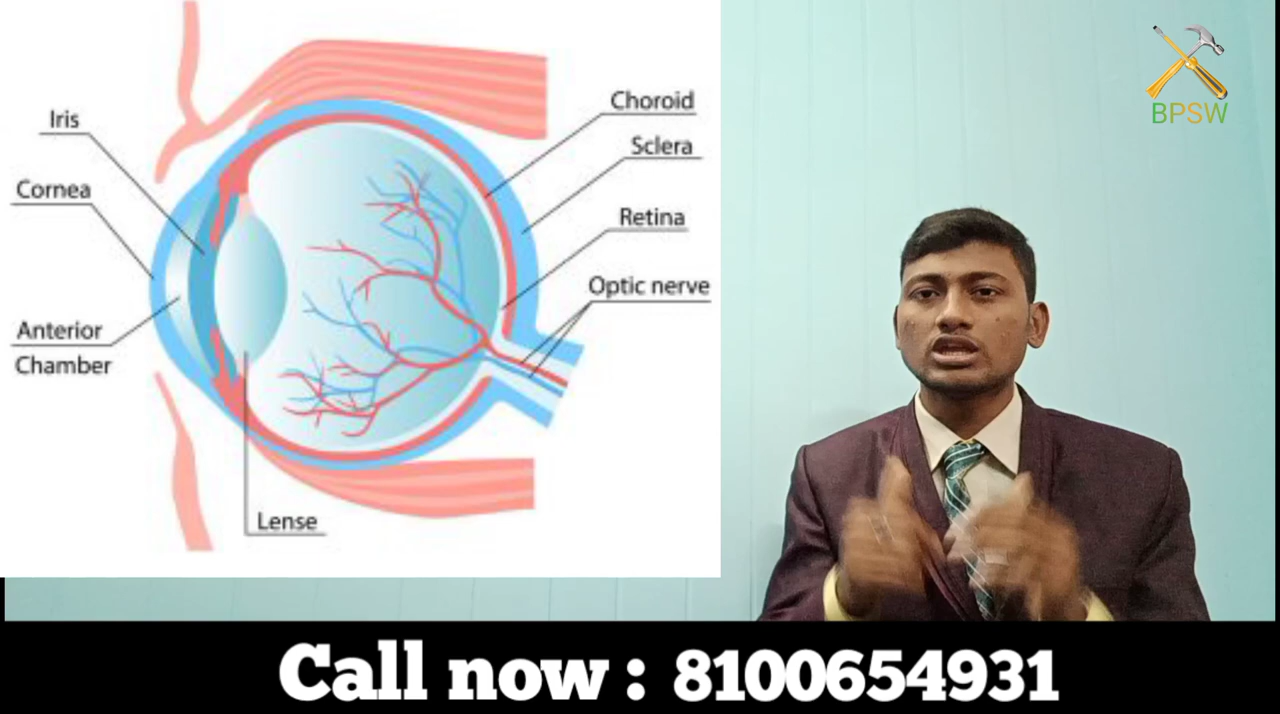 Iris
Cornea
Anterior
Chamber
Lense
Choroid
Sclera
Retina
Optic nerve
BPSW
Call now : 8100654931